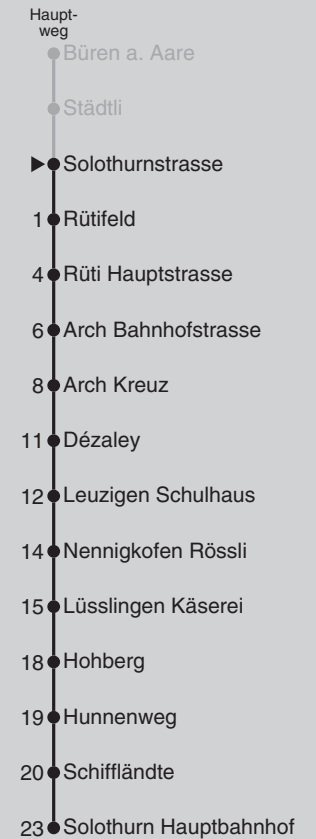 Haupt-
weg
Büren a. Aare
Städtli
Solothurnstrasse
1 Rütifeld
4 Rüti Hauptstrasse
6 Arch Bahnhofstrasse
8 Arch Kreuz
11 Dézaley
12 Leuzigen Schulhaus
14 Nennigkofen Rössli
15 Lüsslingen Käserei
18 Hohberg
19 Hunnenweg
20 Schiffländte
23 Solothurn Hauptbahnhof